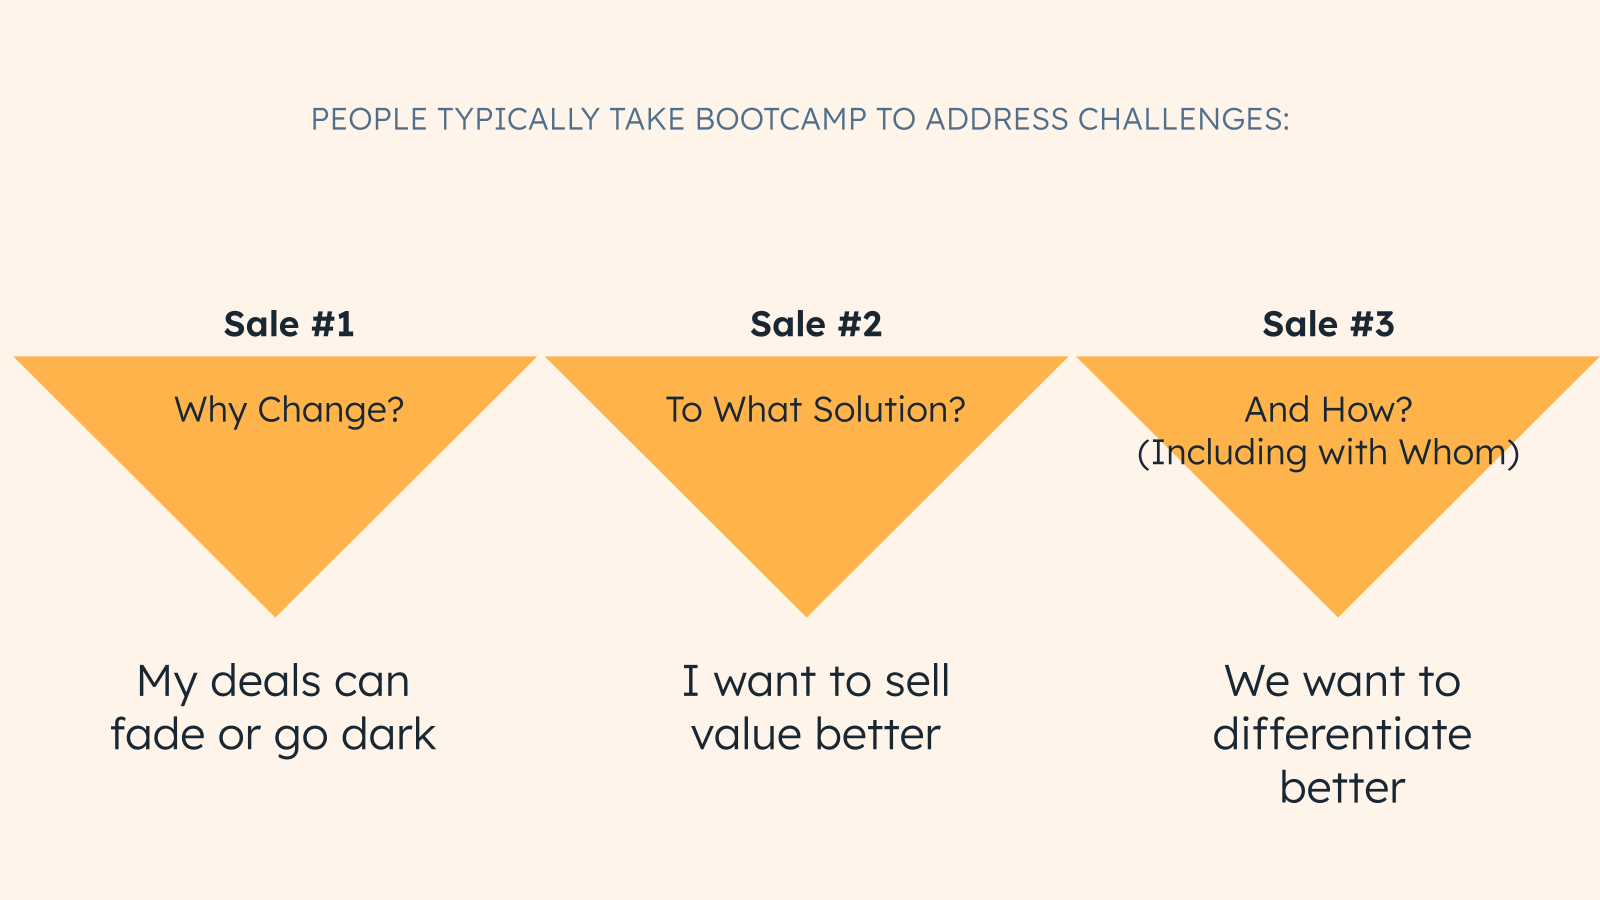 PEOPLE TYPICALLY TAKE BOOTCAMP TO ADDRESS CHALLENGES:
Sale #1
Why Change?
My deals can
fade or go dark
Sale #2
To What Solution?
I want to sell
value better
Sale #3
And How?
(Including with Whom)
We want to
differentiate
better